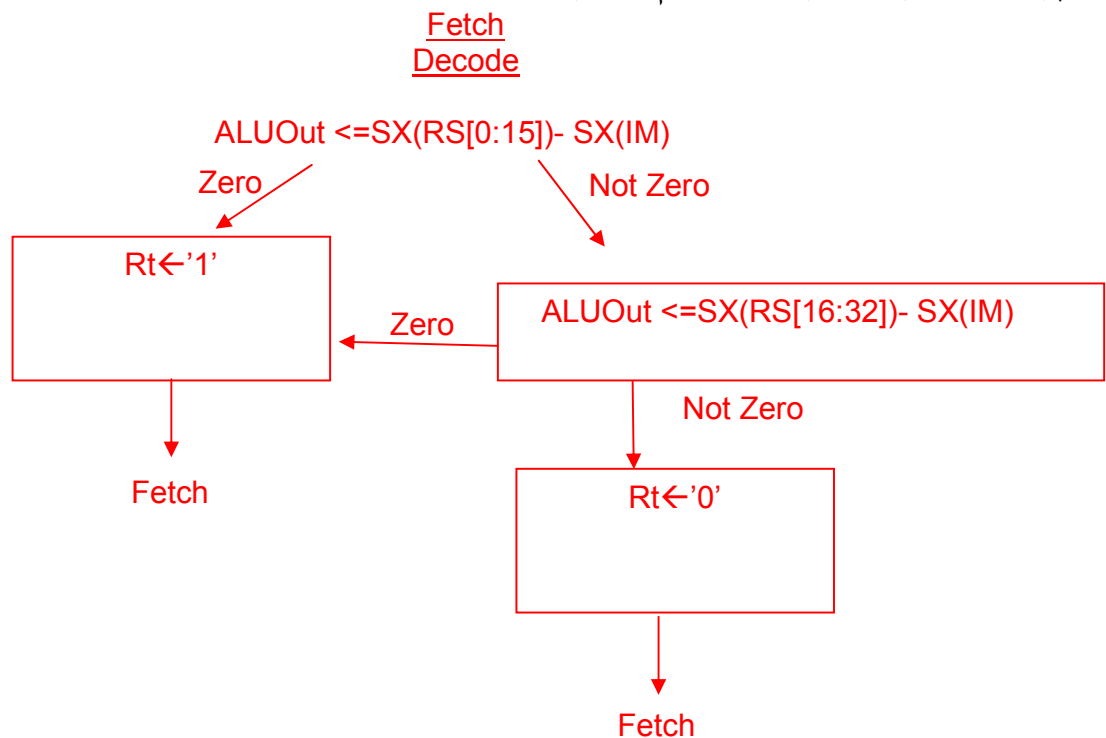 Fetch
Decode
ALUOut <=SX(RS[0:15])- SX(IM)
Zero
Not Zero
Rt←'1'
ALUOut <=SX(RS[16:32])- SX(IM)
Zero
Not Zero
Fetch
Rt←'0'
Fetch